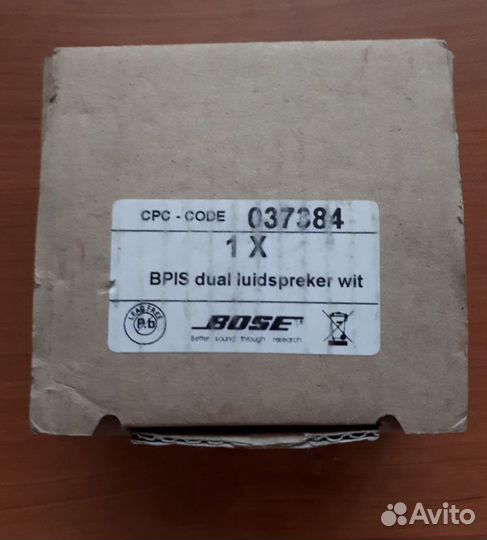 CPC - CODE 037384
1 X
BPIS dual luidspreker wit
LEAD FREE
Pb
BOSE
Better sound through research
Avito